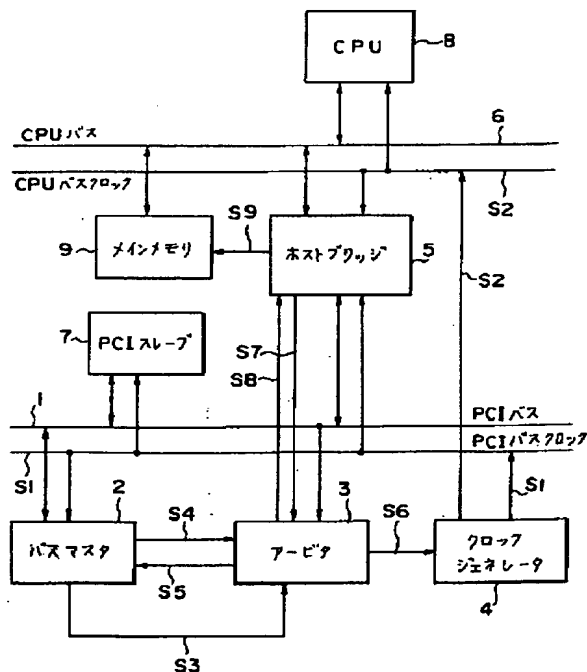 CPU
8
CPUバス
6
CPUバスクロック
S2
9
メインメモリ
S9
ホストブリッジ
5
S2
7
PCIスレーブ
S7
S8
1
PCIバス
PCIバスクロック
S1
S1
2
バスマスタ
S4
S5
3
アービタ
S6
クロック
ジェネレータ
4
S3